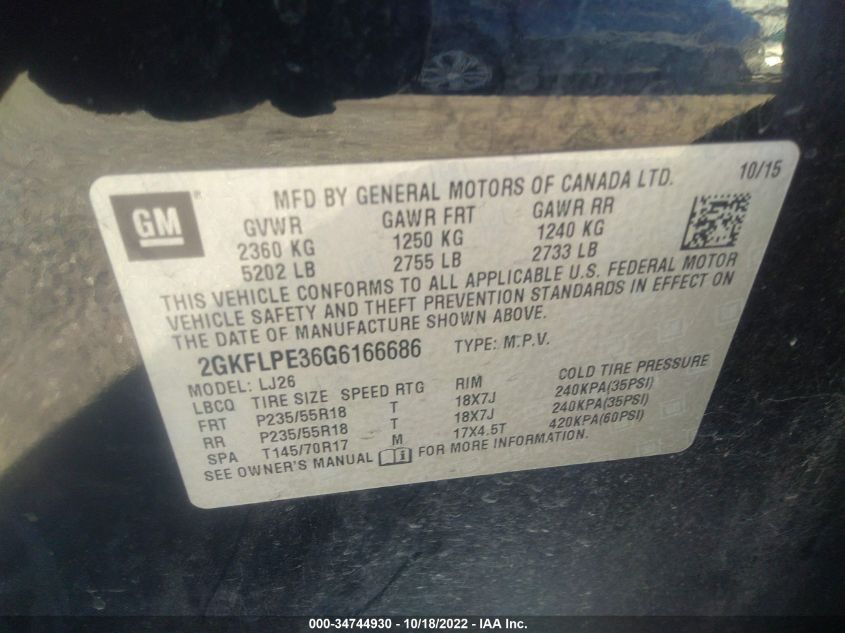 MFD BY GENERAL MOTORS OF CANADA LTD. 10/15
GM ®
GVWR GAWR FRT GAWR RR
2360 KG 1250 KG 1240 KG
5202 LB 2755 LB 2733 LB
THIS VEHICLE CONFORMS TO ALL APPLICABLE U.S. FEDERAL MOTOR
VEHICLE SAFETY AND THEFT PREVENTION STANDARDS IN EFFECT ON
THE DATE OF MANUFACTURE SHOWN ABOVE.
2GKFLPE36G6166686 TYPE: M.P.V.
MODEL: LJ26
LBCQ TIRE SIZE SPEED RTG RIM COLD TIRE PRESSURE
FRT P235/55R18 T 18X7J 240KPA(35PSI)
RR P235/55R18 T 18X7J 240KPA(35PSI)
SPA T145/70R17 M 17X4.5T 420KPA(60PSI)
SEE OWNER'S MANUAL FOR MORE INFORMATION.
000-34744930 - 10/18/2022 - IAA Inc.